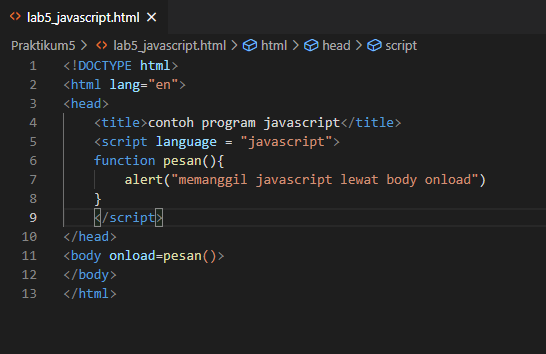 lab5_javascript.html
Praktikum5 > lab5_javascript.html > html > head > script
1 <!DOCTYPE html>
2 <html lang="en">
3 <head>
4 <title>contoh program javascript</title>
5 <script language = "javascript">
6 function pesan(){
7 alert("memanggil javascript lewat body onload")
8 }
9 </script>
10 </head>
11 <body onload=pesan()>
12 </body>
13 </html>